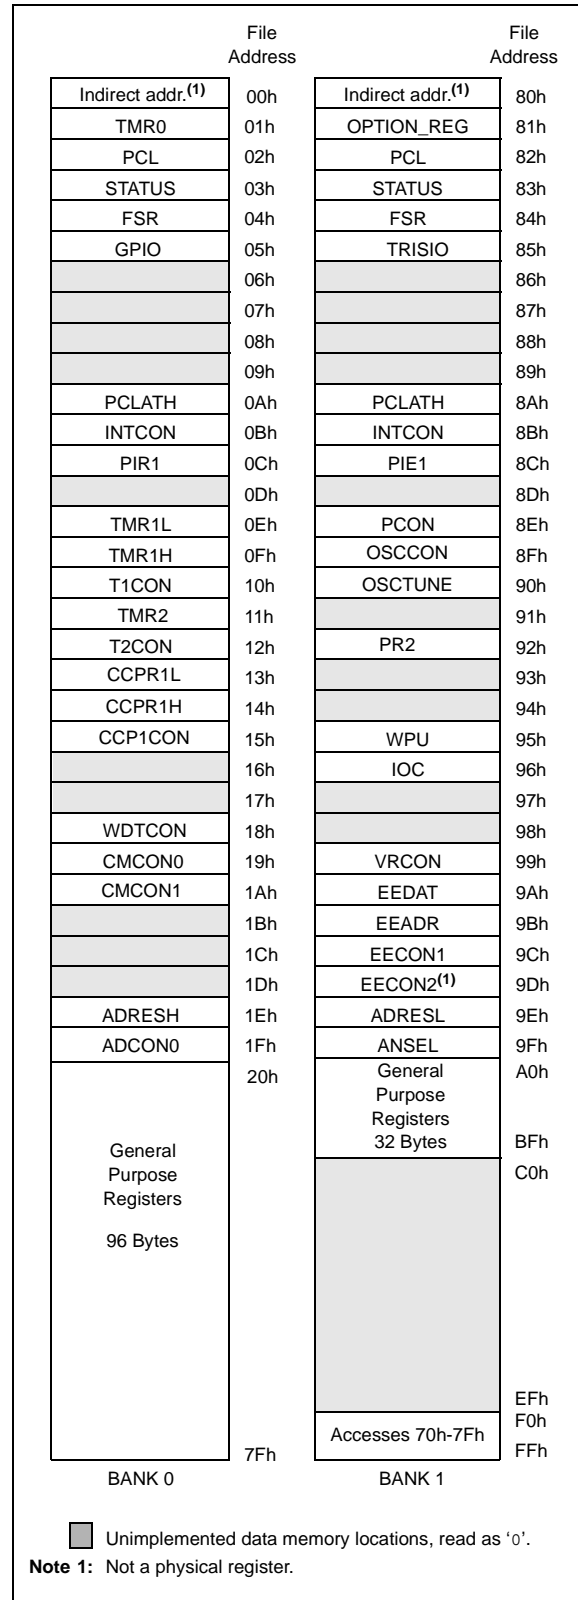 File Address File Address
Indirect addr.(1) 00h Indirect addr.(1) 80h
TMR0 01h OPTION_REG 81h
PCL 02h PCL 82h
STATUS 03h STATUS 83h
FSR 04h FSR 84h
GPIO 05h TRISIO 85h
06h 86h
07h 87h
08h 88h
09h 89h
PCLATH 0Ah PCLATH 8Ah
INTCON 0Bh INTCON 8Bh
PIR1 0Ch PIE1 8Ch
0Dh 8Dh
TMR1L 0Eh PCON 8Eh
TMR1H 0Fh OSCCON 8Fh
T1CON 10h OSCTUNE 90h
TMR2 11h 91h
T2CON 12h PR2 92h
CCPR1L 13h 93h
CCPR1H 14h 94h
CCP1CON 15h WPU 95h
16h IOC 96h
17h 97h
WDTCON 18h 98h
CMCON0 19h VRCON 99h
CMCON1 1Ah EEDAT 9Ah
1Bh EEADR 9Bh
1Ch EECON1 9Ch
1Dh EECON2(1) 9Dh
ADRESH 1Eh ADRESL 9Eh
ADCON0 1Fh ANSEL 9Fh
20h General A0h
Purpose
Registers
32 Bytes BFh
General C0h
Purpose
Registers
96 Bytes
EFh
F0h
Accesses 70h-7Fh
7Fh FFh
BANK 0 BANK 1
Unimplemented data memory locations, read as ‘0’.
Note 1: Not a physical register.